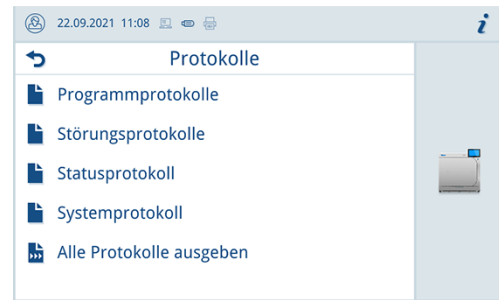 22.09.2021 11:08
i
Protokolle
Programmprotokolle
Störungsprotokolle
Statusprotokoll
Systemprotokoll
Alle Protokolle ausgeben